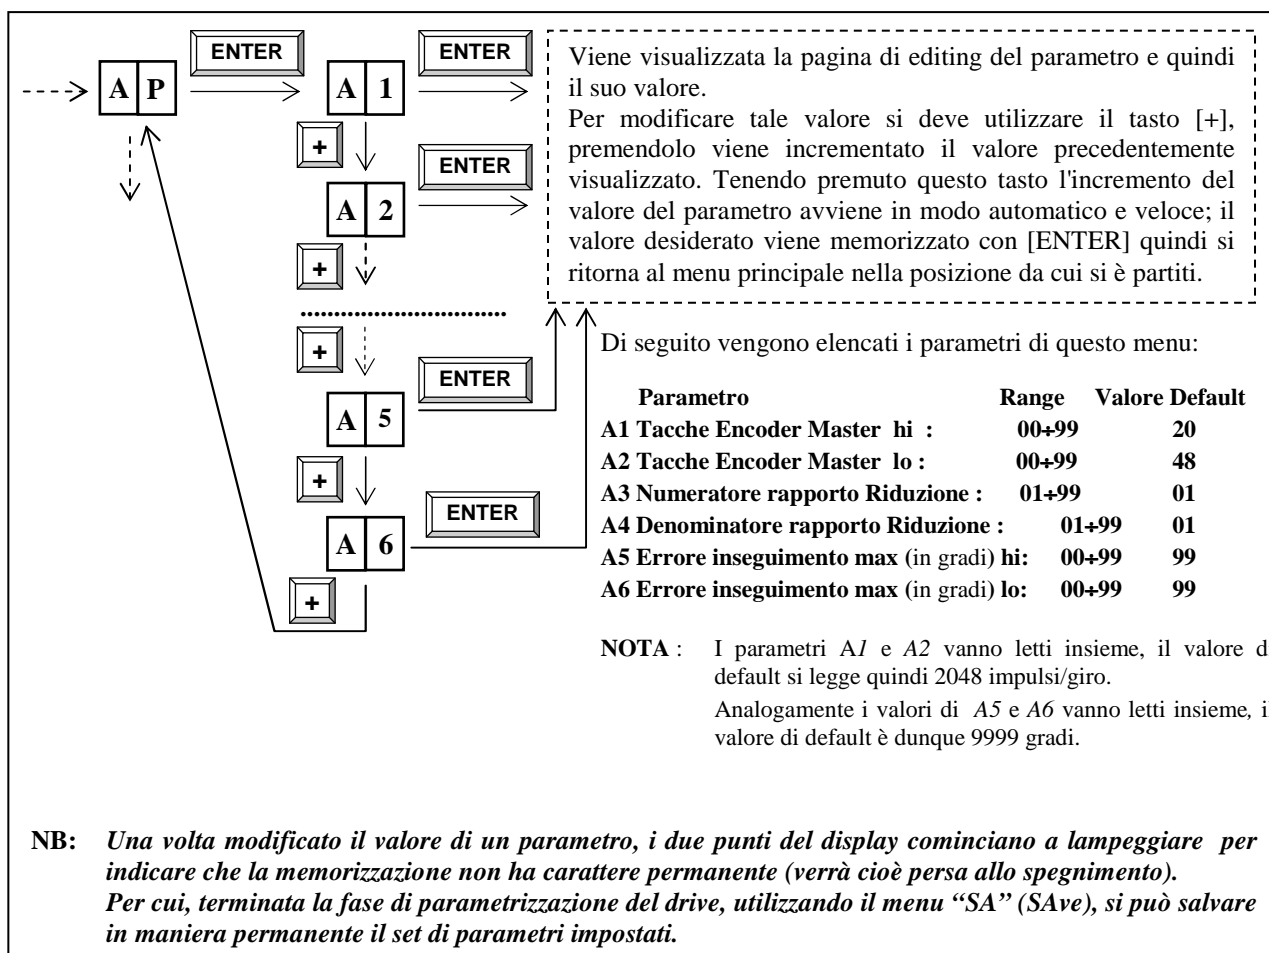 ENTER
ENTER
A P
A 1
+
ENTER
A 2
+
+
ENTER
A 5
+
ENTER
A 6
+
Viene visualizzata la pagina di editing del parametro e quindi
il suo valore.
Per modificare tale valore si deve utilizzare il tasto [+],
premendolo viene incrementato il valore precedentemente
visualizzato. Tenendo premuto questo tasto l'incremento del
valore del parametro avviene in modo automatico e veloce; il
valore desiderato viene memorizzato con [ENTER] quindi si
ritorna al menu principale nella posizione da cui si è partiti.
Di seguito vengono elencati i parametri di questo menu:
Parametro Range Valore Default
A1 Tacche Encoder Master hi : 00÷99 20
A2 Tacche Encoder Master lo : 00÷99 48
A3 Numeratore rapporto Riduzione : 01÷99 01
A4 Denominatore rapporto Riduzione : 01÷99 01
A5 Errore inseguimento max (in gradi) hi: 00÷99 99
A6 Errore inseguimento max (in gradi) lo: 00÷99 99
NOTA : I parametri A1 e A2 vanno letti insieme, il valore d
default si legge quindi 2048 impulsi/giro.
Analogamente i valori di A5 e A6 vanno letti insieme, i
valore di default è dunque 9999 gradi.
NB: Una volta modificato il valore di un parametro, i due punti del display cominciano a lampeggiare per
indicare che la memorizzazione non ha carattere permanente (verrà cioè persa allo spegnimento).
Per cui, terminata la fase di parametrizzazione del drive, utilizzando il menu “SA” (SAve), si può salvare
in maniera permanente il set di parametri impostati.